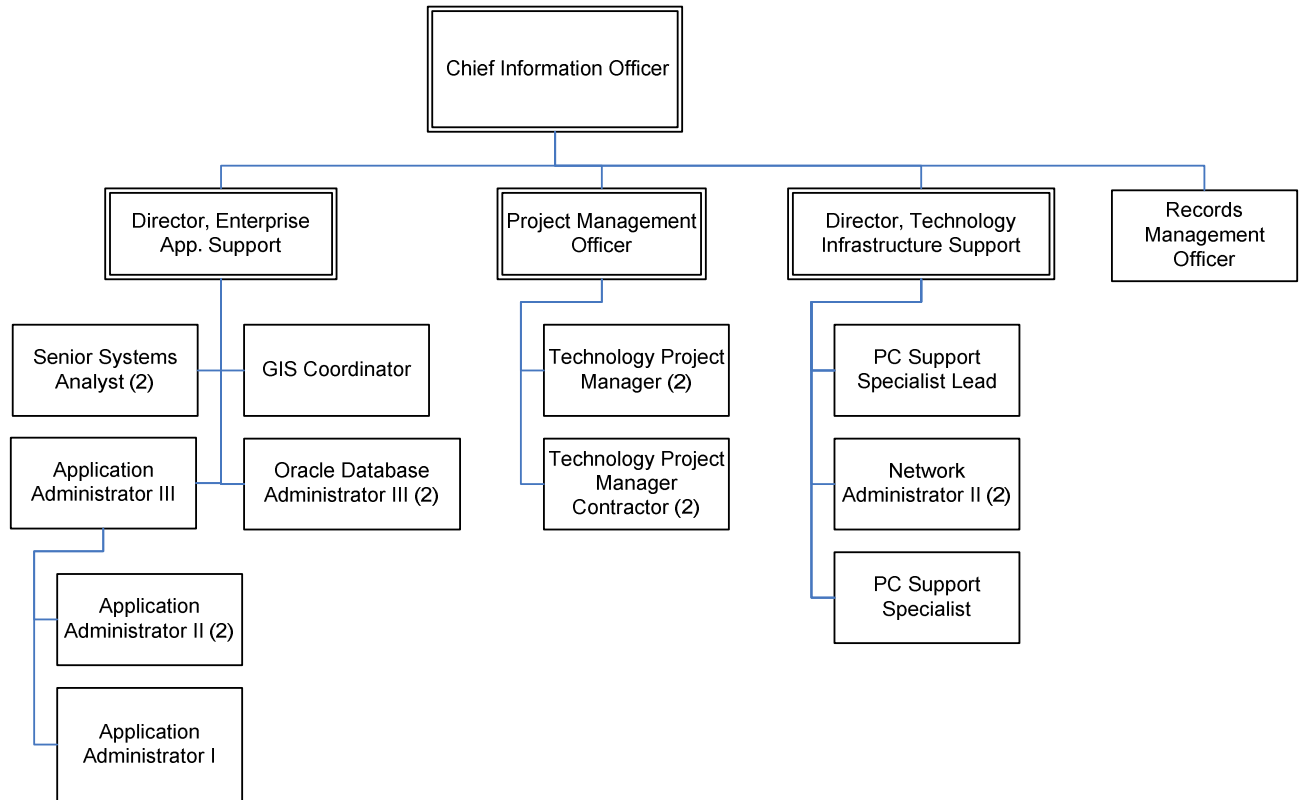 Chief Information Officer
Director, Enterprise
App. Support
Project Management
Officer
Director, Technology
Infrastructure Support
Records
Management
Officer
Senior Systems
Analyst (2)
GIS Coordinator
Technology Project
Manager (2)
PC Support
Specialist Lead
Application
Administrator III
Oracle Database
Administrator III (2)
Technology Project
Manager
Contractor (2)
Network
Administrator II (2)
Application
Administrator II (2)
PC Support
Specialist
Application
Administrator I